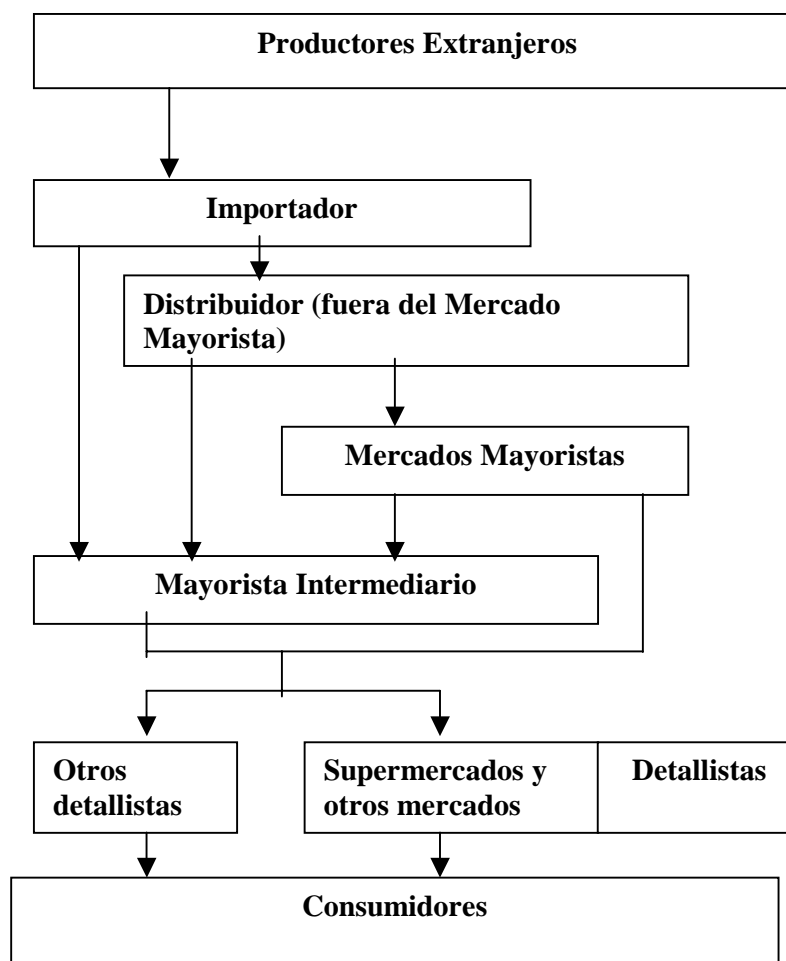 Productores Extranjeros
Importador
Distribuidor (fuera del Mercado
Mayorista)
Mercados Mayoristas
Mayorista Intermediario
Otros
detallistas
Supermercados y
otros mercados
Detallistas
Consumidores